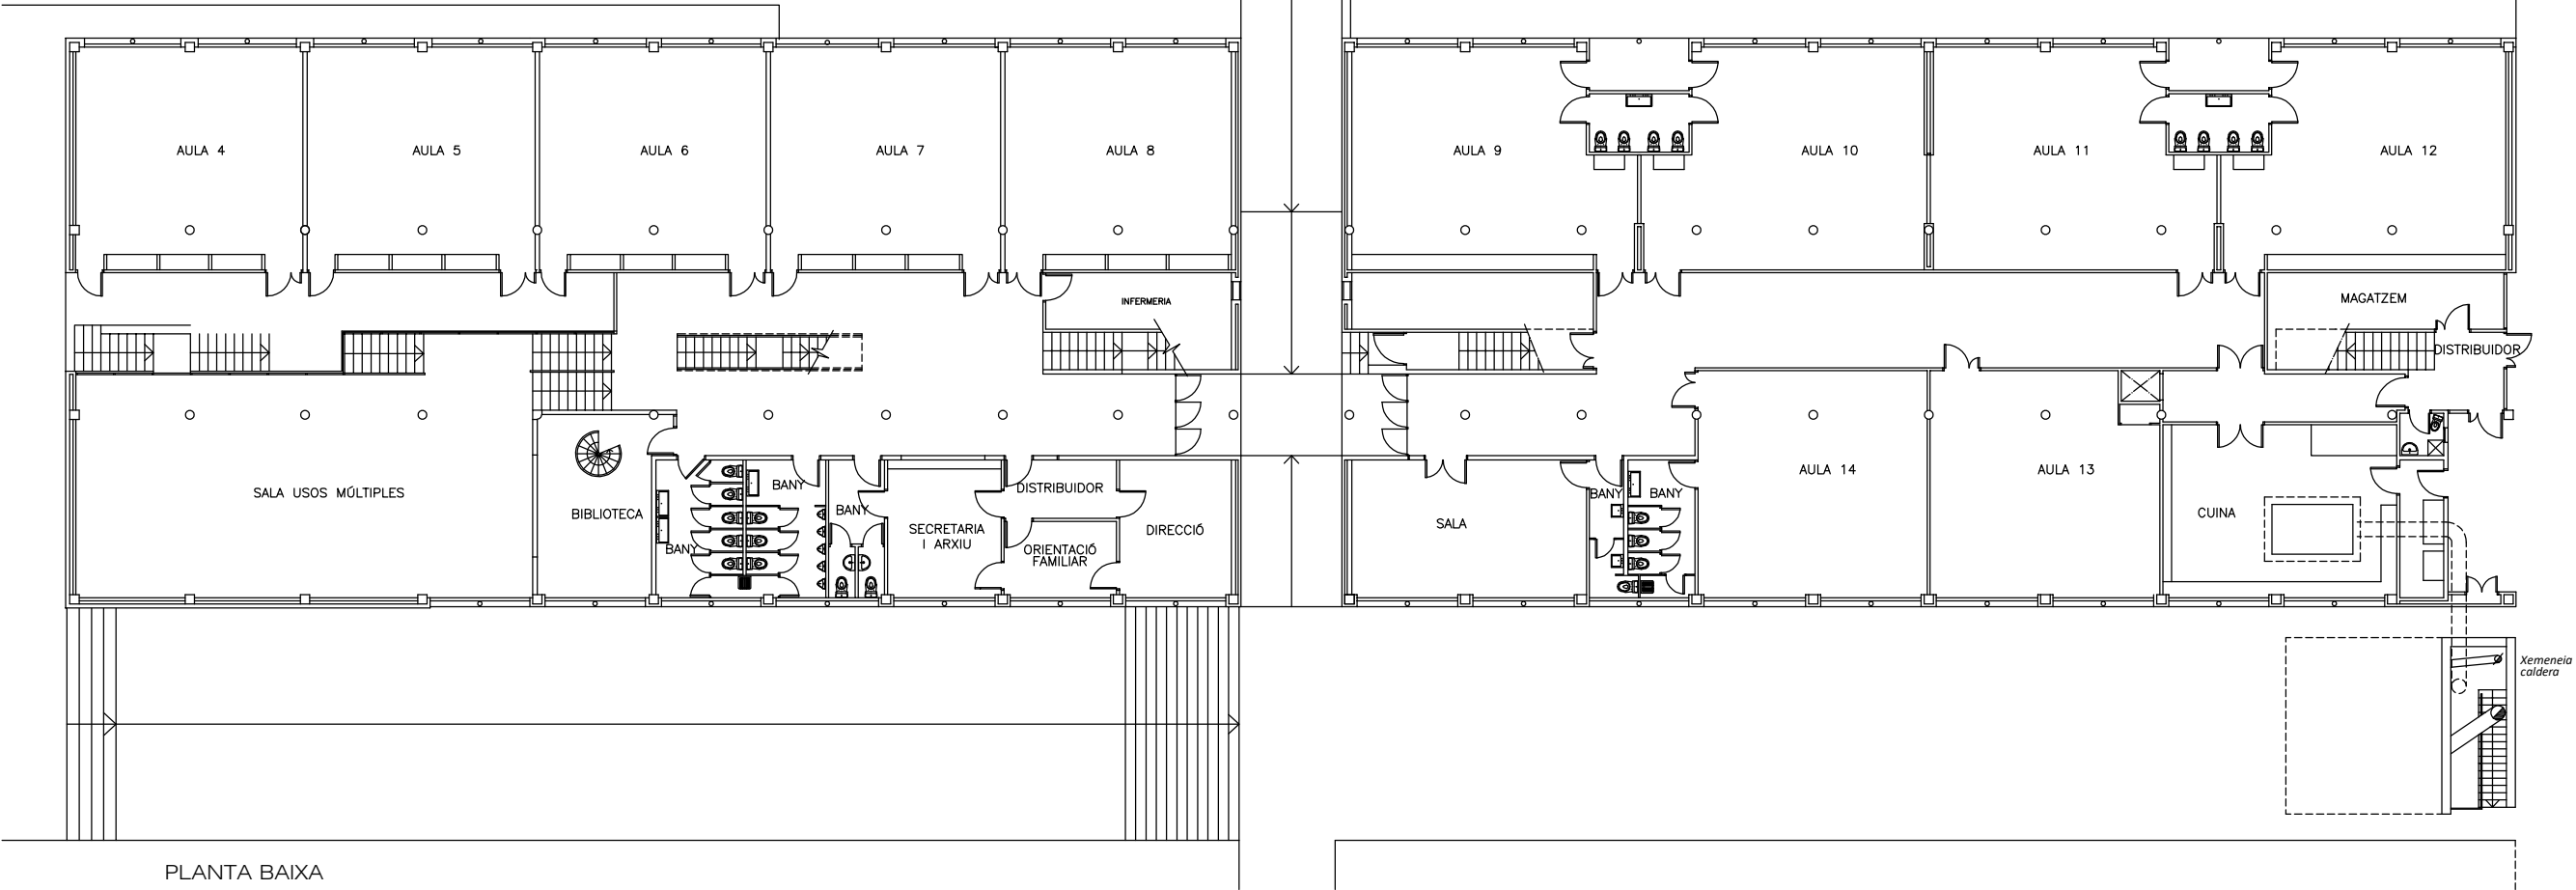 AULA 4
AULA 5
AULA 6
AULA 7
AULA 8
AULA 9
AULA 10
AULA 11
AULA 12
INFERMERIA
MAGATZEM
DISTRIBUIDOR
SALA USOS MÚLTIPLES
BIBLIOTECA
BANY
BANY
BANY
SECRETARIA
I ARXIU
DISTRIBUIDOR
ORIENTACIÓ
FAMILIAR
DIRECCIÓ
SALA
BANY
BANY
AULA 14
AULA 13
CUINA
Xemeneia
caldera
PLANTA BAIXA